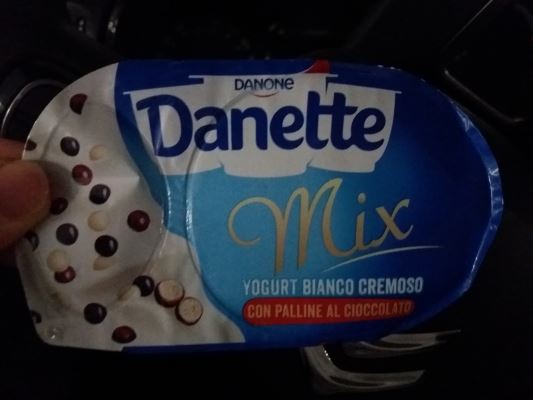 DANONE
Danette
Mix
YOGURT BIANCO CREMOSO
CON PALLINE AL CIOCCOLATO